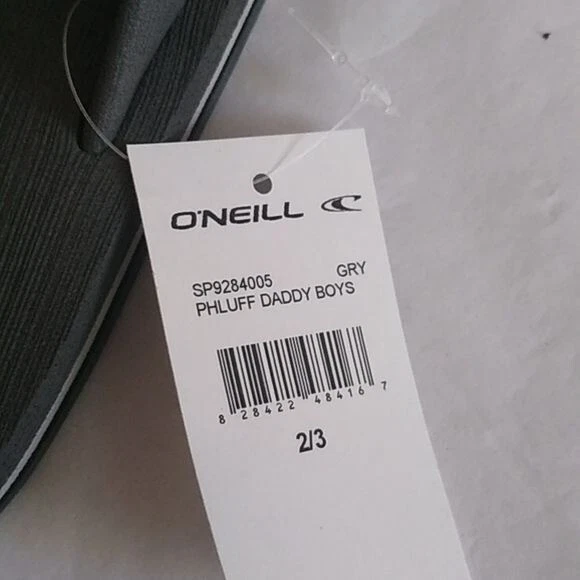 O'NEILL
SP9284005 GRY
PHLUFF DADDY BOYS
8 28422 48416 7
2/3